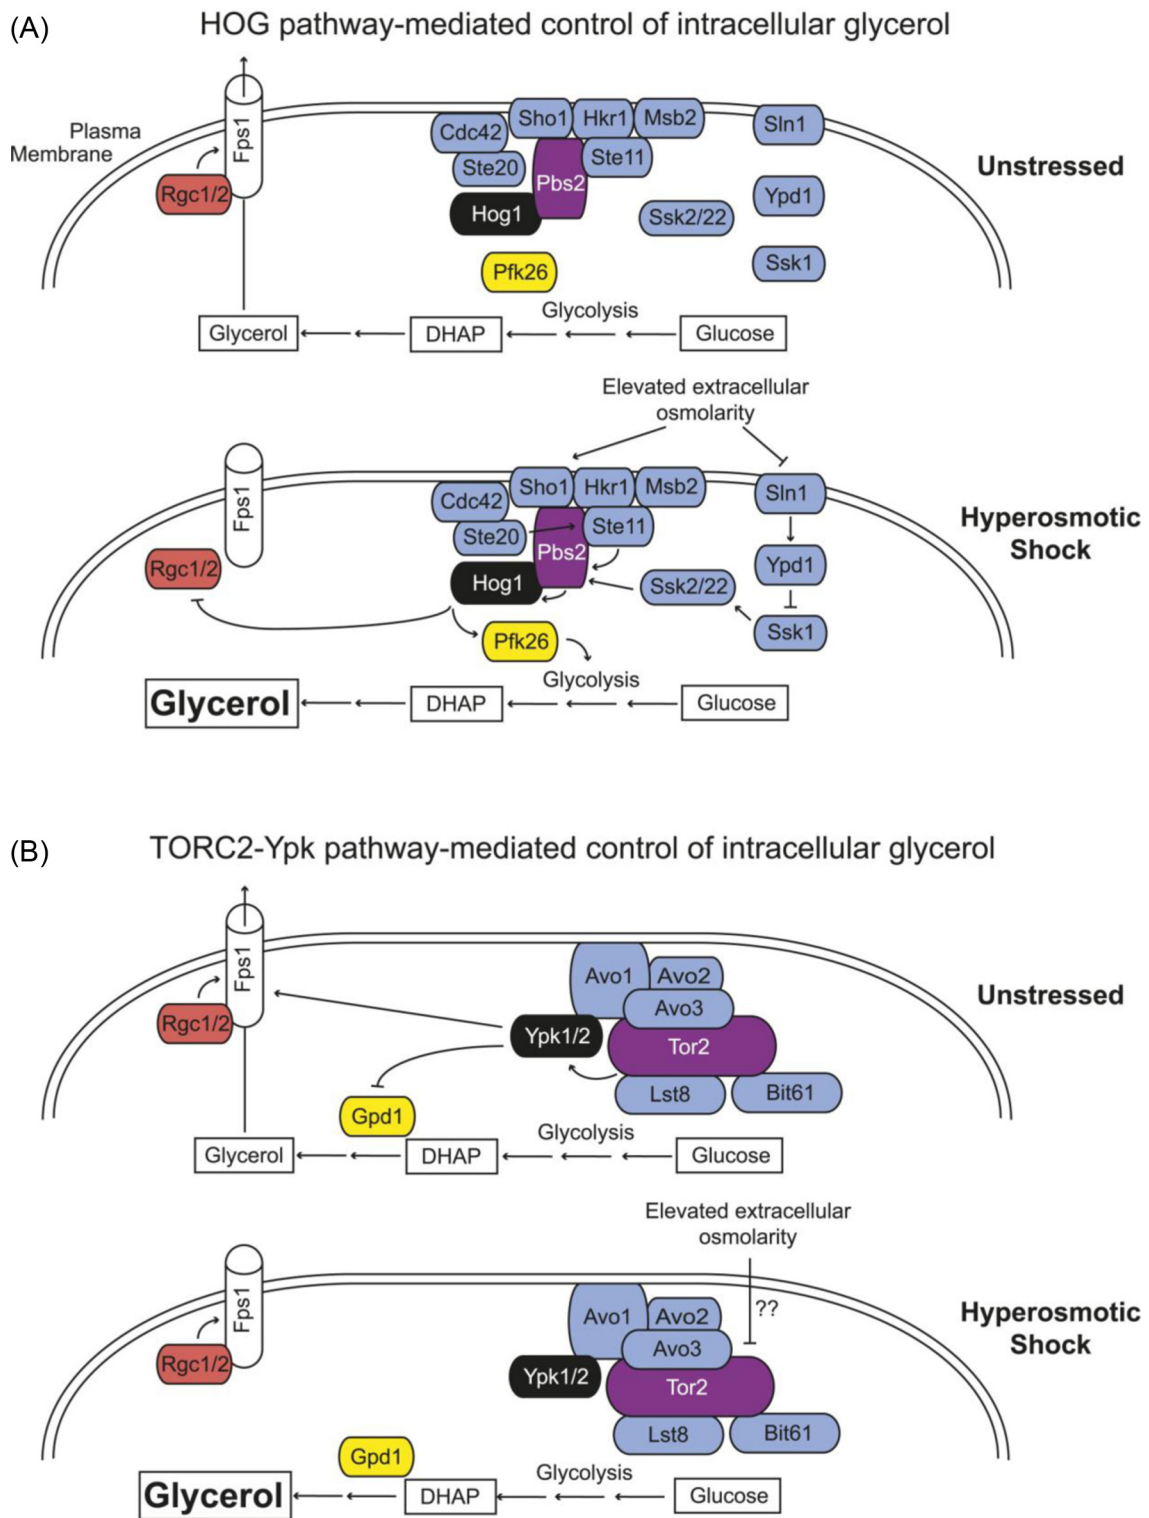 (A)
HOG pathway-mediated control of intracellular glycerol
Plasma
Membrane
Fps1
Rgc1/2
Cdc42
Sho1
Hkr1
Msb2
Sln1
Ste20
Pbs2
Ste11
Unstressed
Hog1
Ssk2/22
Ypd1
Pfk26
Ssk1
Glycolysis
Glycerol
DHAP
Glucose
Elevated extracellular
osmolarity
Fps1
Cdc42
Sho1
Hkr1
Msb2
Sln1
Ste20
Pbs2
Ste11
Hyperosmotic
Shock
Rgc1/2
Hog1
Ssk2/22
Ypd1
Pfk26
Ssk1
Glycolysis
Glycerol
DHAP
Glucose
(B)
TORC2-Ypk pathway-mediated control of intracellular glycerol
Fps1
Rgc1/2
Avo1
Avo2
Avo3
Unstressed
Ypk1/2
Tor2
Lst8
Bit61
Gpd1
Glycolysis
Glycerol
DHAP
Glucose
Elevated extracellular
osmolarity
??
Fps1
Rgc1/2
Avo1
Avo2
Avo3
Hyperosmotic
Shock
Ypk1/2
Tor2
Lst8
Bit61
Gpd1
Glycolysis
Glycerol
DHAP
Glucose